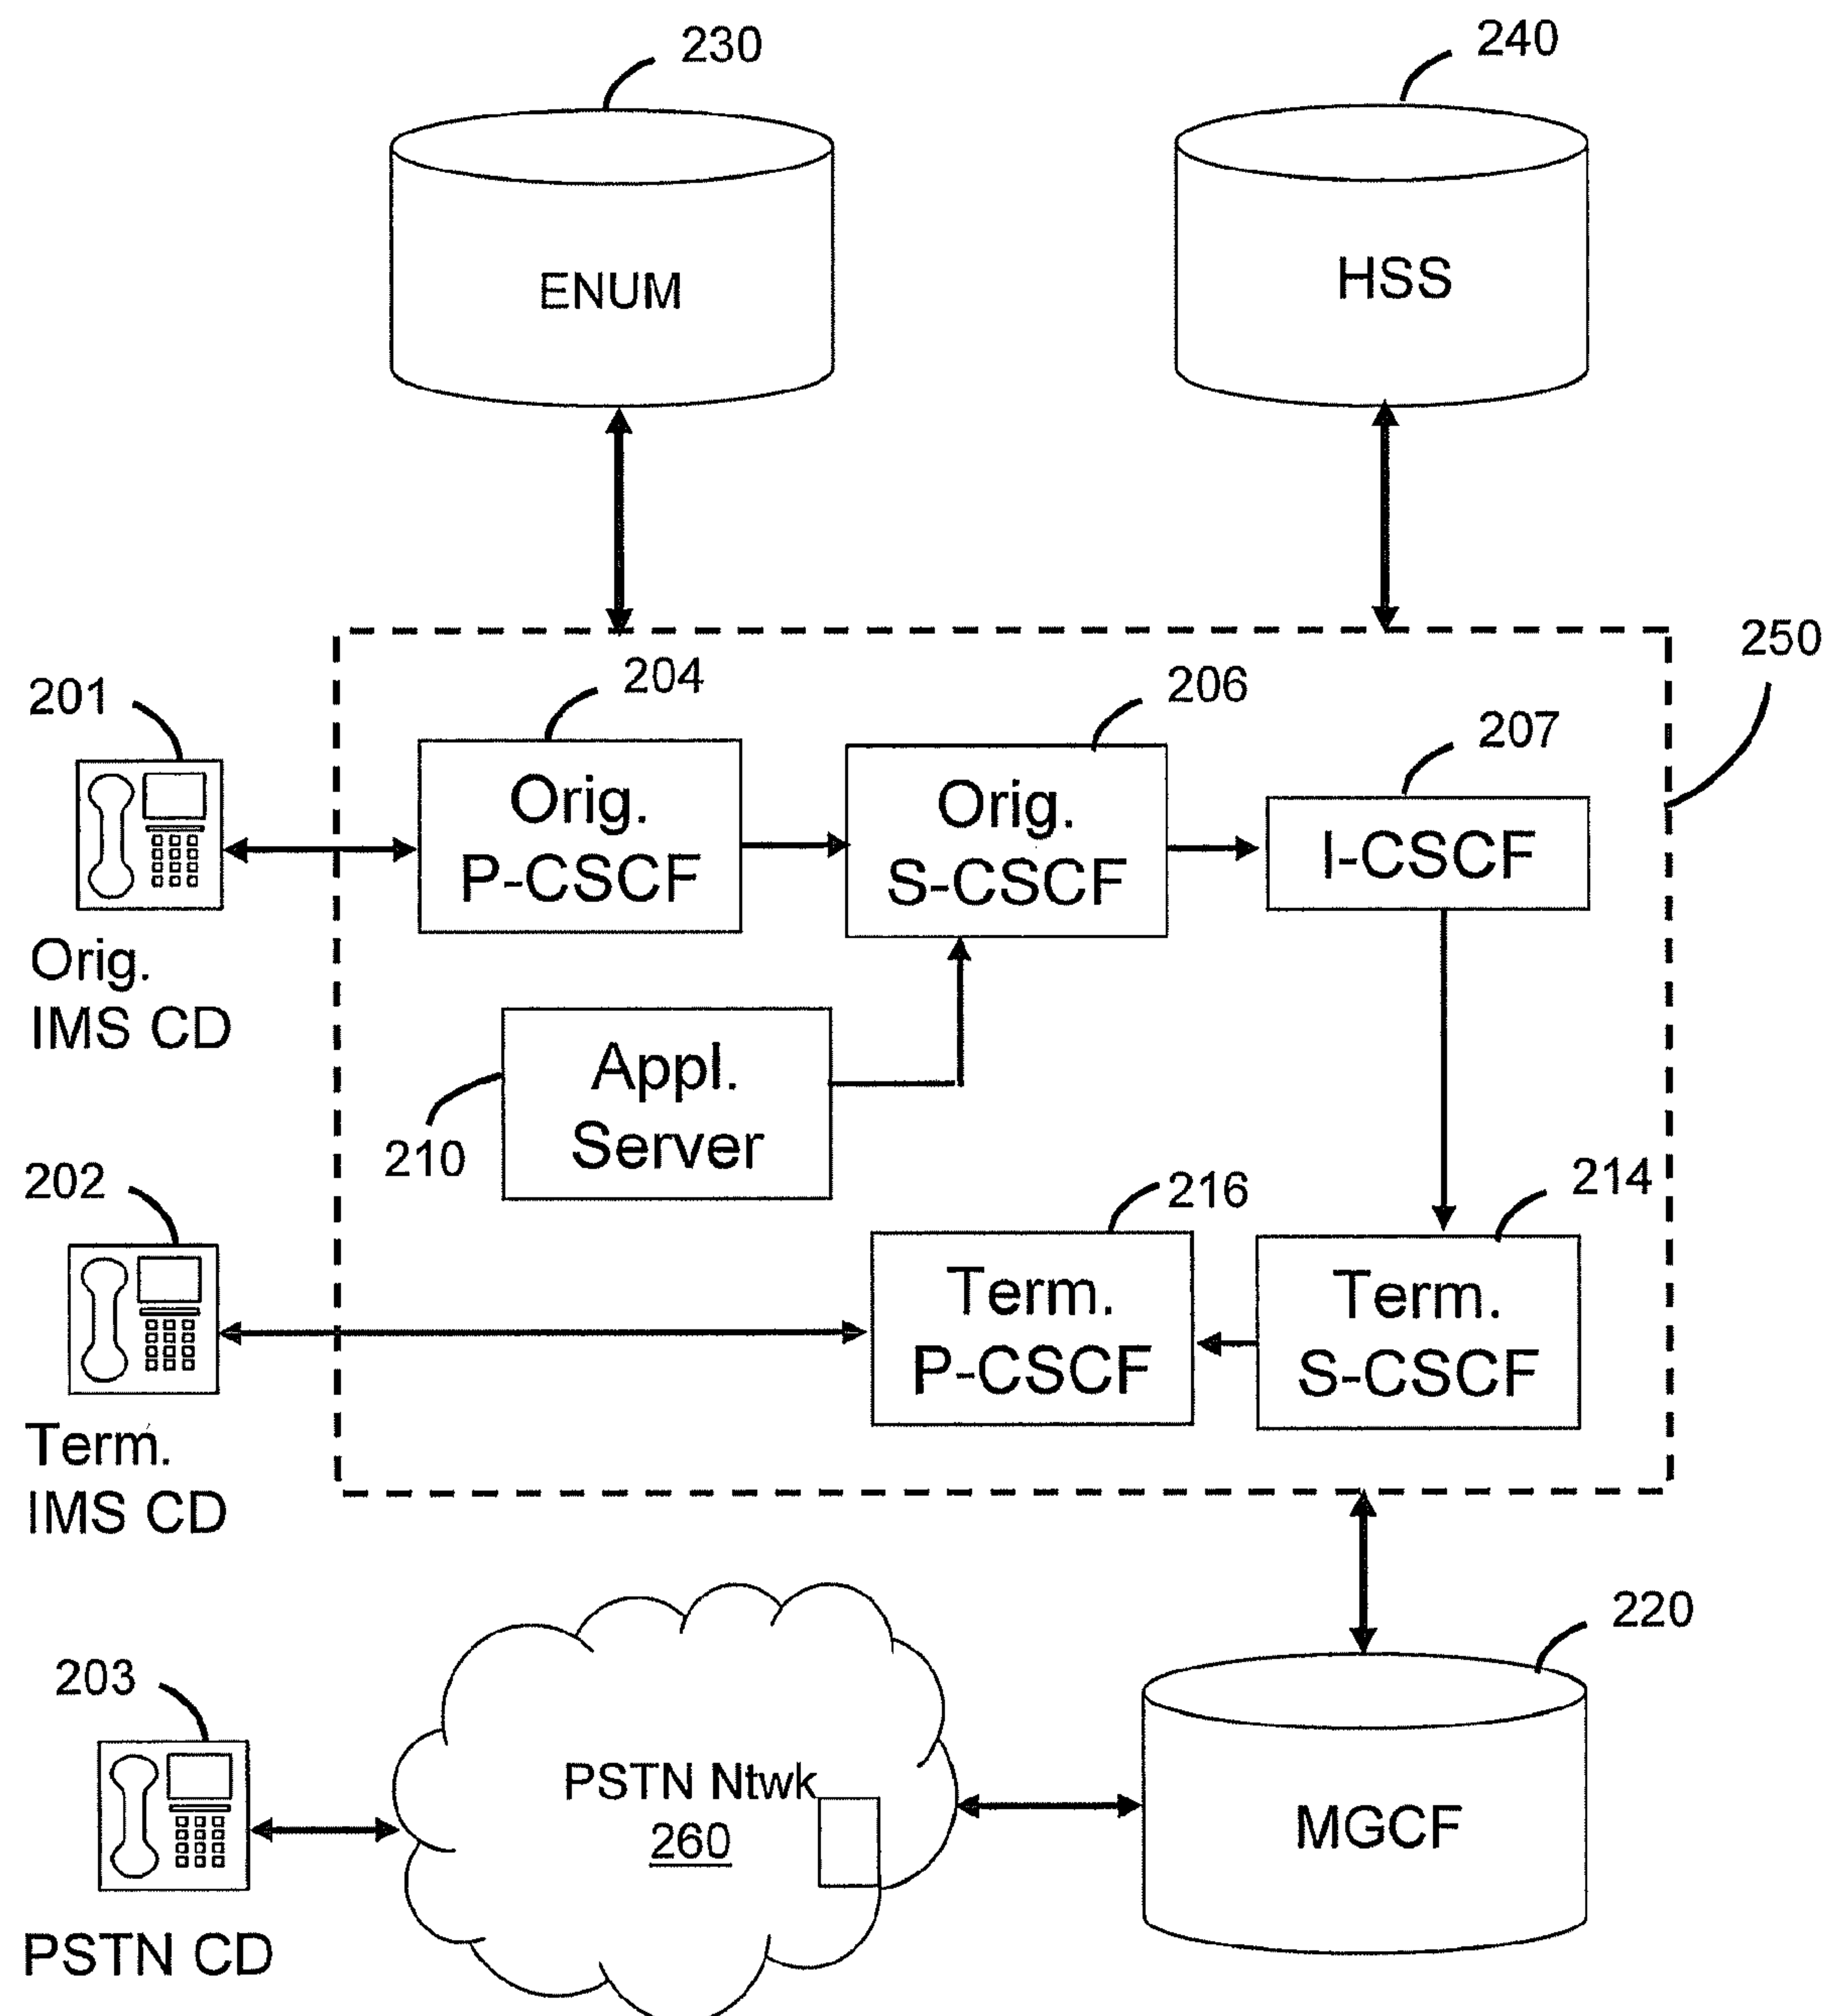 230
240
ENUM
HSS
250
204
206
201
207
Orig.
P-CSCF
Orig.
S-CSCF
I-CSCF
Orig.
IMS CD
Appl.
Server
210
202
216
214
Term.
P-CSCF
Term.
S-CSCF
Term.
IMS CD
220
203
PSTN Ntwk
260
MGCF
PSTN CD